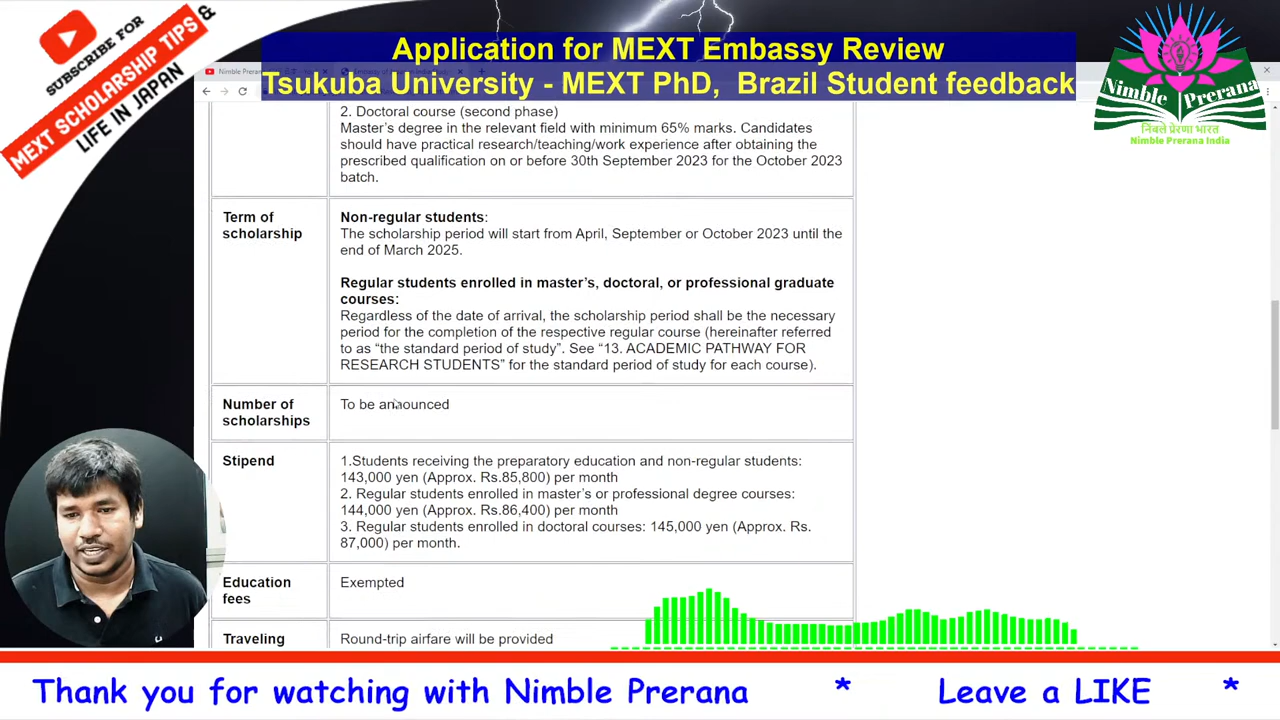 SUBSCRIBE FOR
MEXT SCHOLARSHIP TIPS &
LIFE IN JAPAN
Application for MEXT Embassy Review
Tsukuba University - MEXT PhD, Brazil Student feedback
Nimble Prerana
निंबले प्रेरणा भारत
Nimble Prerana India
2. Doctoral course (second phase)
Master's degree in the relevant field with minimum 65% marks. Candidates
should have practical research/teaching/work experience after obtaining the
prescribed qualification on or before 30th September 2023 for the October 2023
batch.
Term of
scholarship
Non-regular students:
The scholarship period will start from April, September or October 2023 until the
end of March 2025.
Regular students enrolled in master's, doctoral, or professional graduate
courses:
Regardless of the date of arrival, the scholarship period shall be the necessary
period for the completion of the respective regular course (hereinafter referred
to as "the standard period of study". See "13. ACADEMIC PATHWAY FOR
RESEARCH STUDENTS" for the standard period of study for each course).
Number of
scholarships
To be announced
Stipend
1.Students receiving the preparatory education and non-regular students:
143,000 yen (Approx. Rs.85,800) per month
2. Regular students enrolled in master's or professional degree courses:
144,000 yen (Approx. Rs.86,400) per month
3. Regular students enrolled in doctoral courses: 145,000 yen (Approx. Rs.
87,000) per month.
Education
fees
Exempted
Traveling
Round-trip airfare will be provided
Thank you for watching with Nimble Prerana * Leave a LIKE *